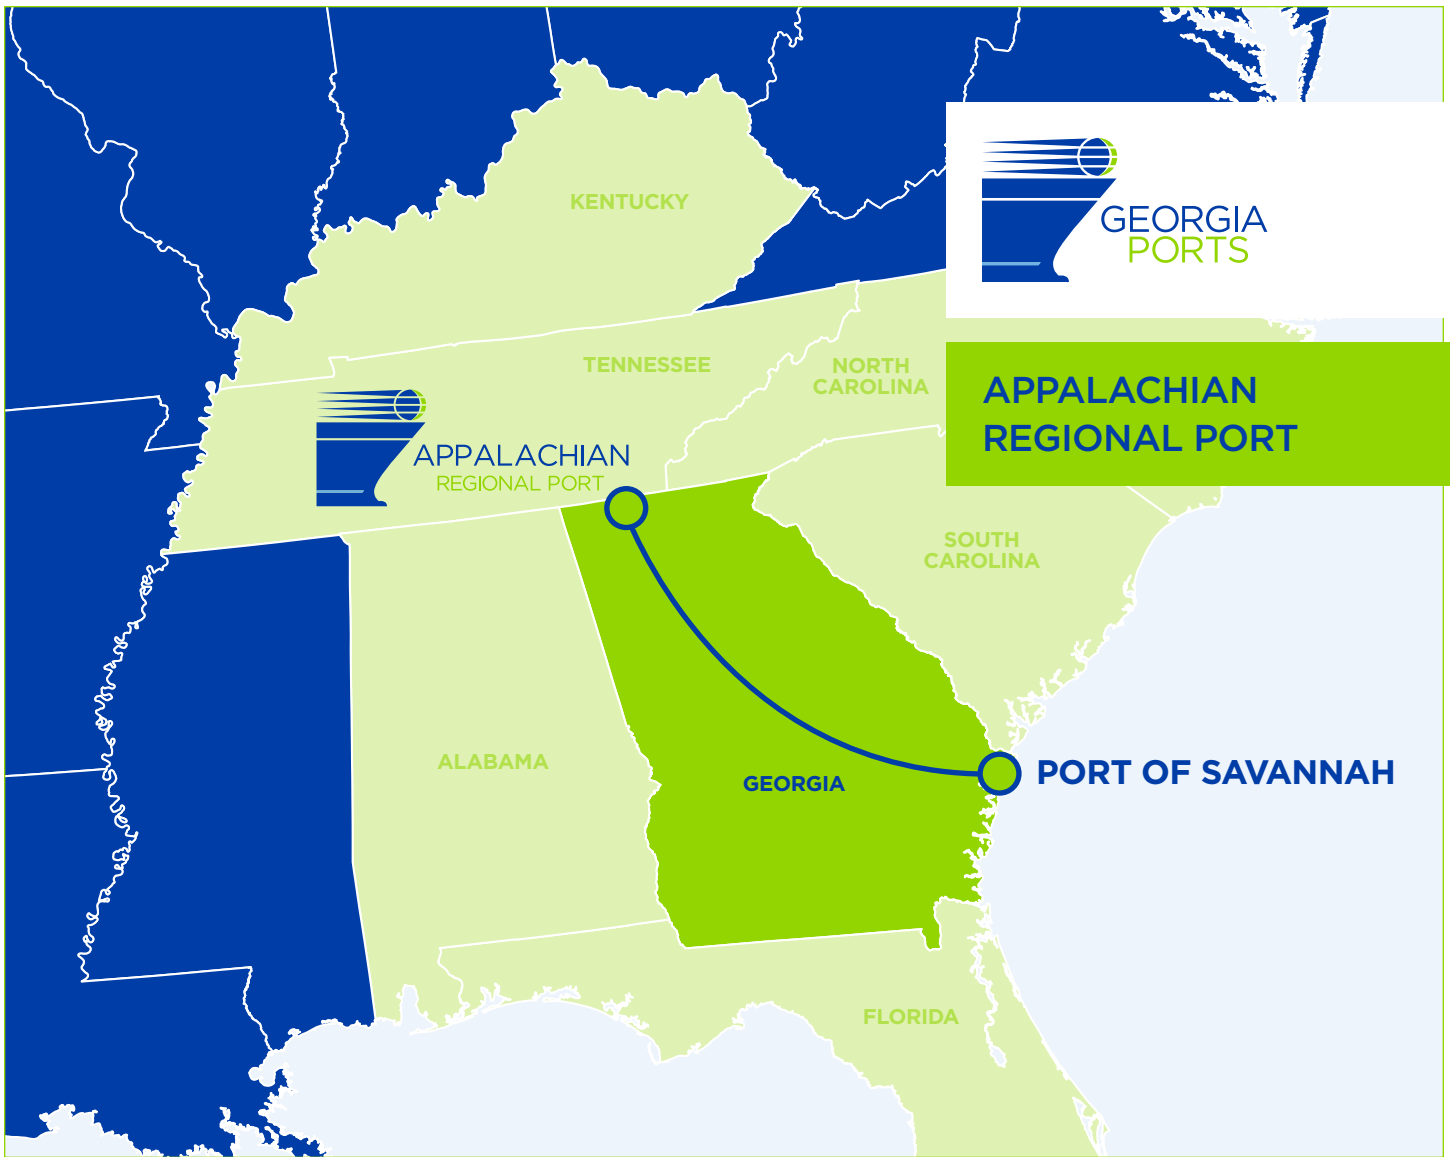 KENTUCKY
GEORGIA
PORTS
TENNESSEE
NORTH
CAROLINA
APPALACHIAN
REGIONAL PORT
APPALACHIAN
REGIONAL PORT
SOUTH
CAROLINA
ALABAMA
GEORGIA
PORT OF SAVANNAH
FLORIDA